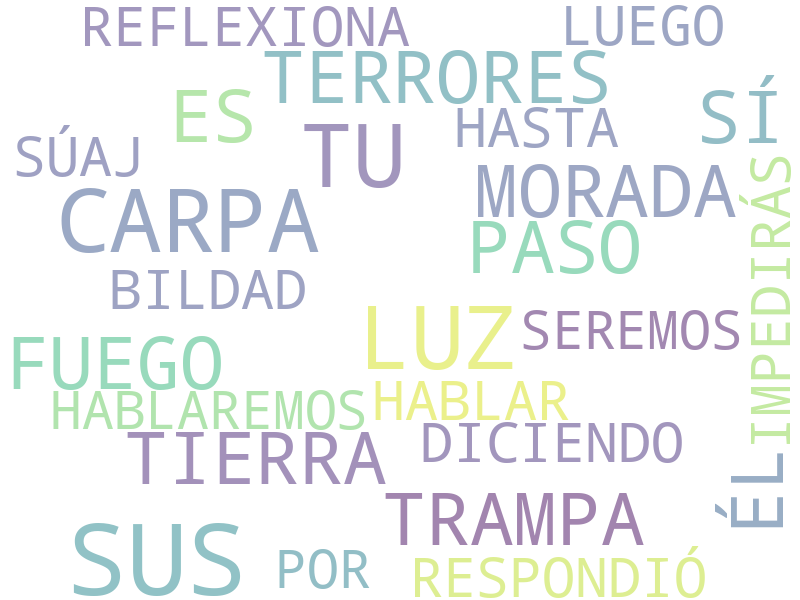 REFLEXIONA
LUEGO
TERRORES
ES
SÍ
HASTA
TU
SÚAJ
MORADA
CARPA
IMPEDIRÁS
PASO
BILDAD
LUZ
SEREMOS
FUEGO
HABLAR
HABLAREMOS
DICIENDO
TIERRA
ÉL
TRAMPA
SUS
POR
RESPONDIÓ